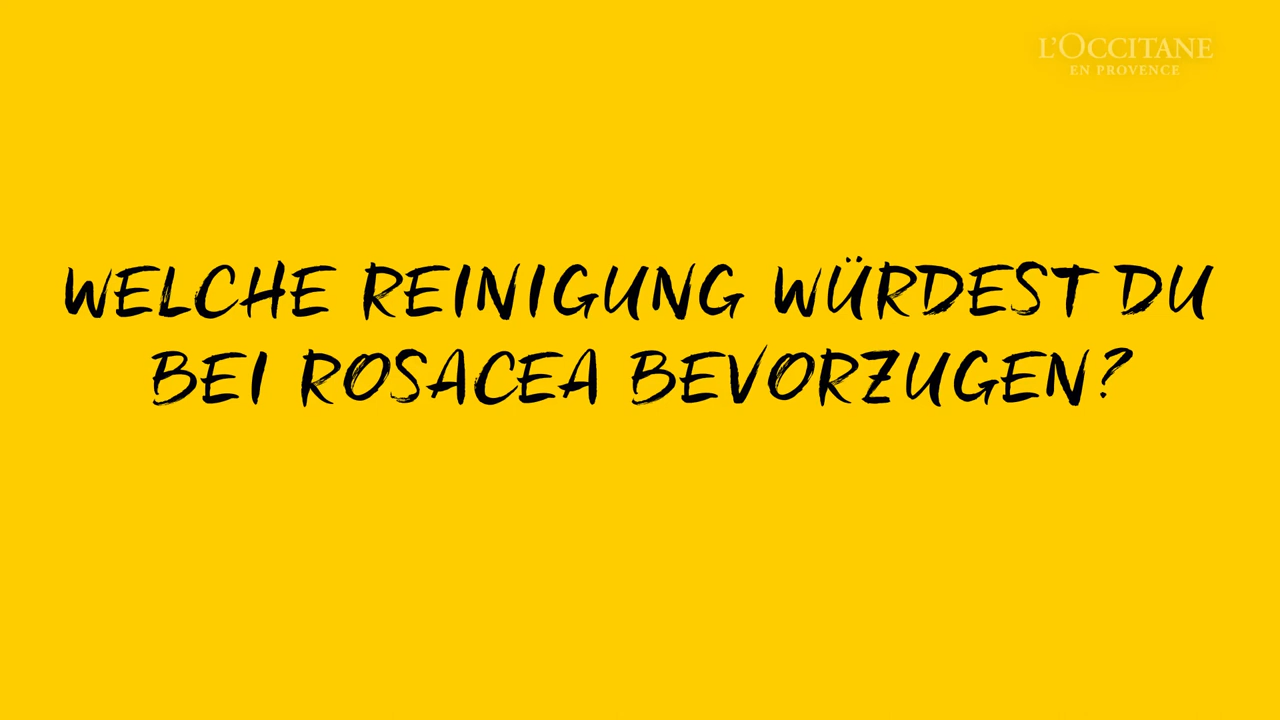 L'OCCITANE
EN PROVENCE
WELCHE REINIGUNG WÜRDEST DU
BEI ROSACEA BEVORZUGEN?